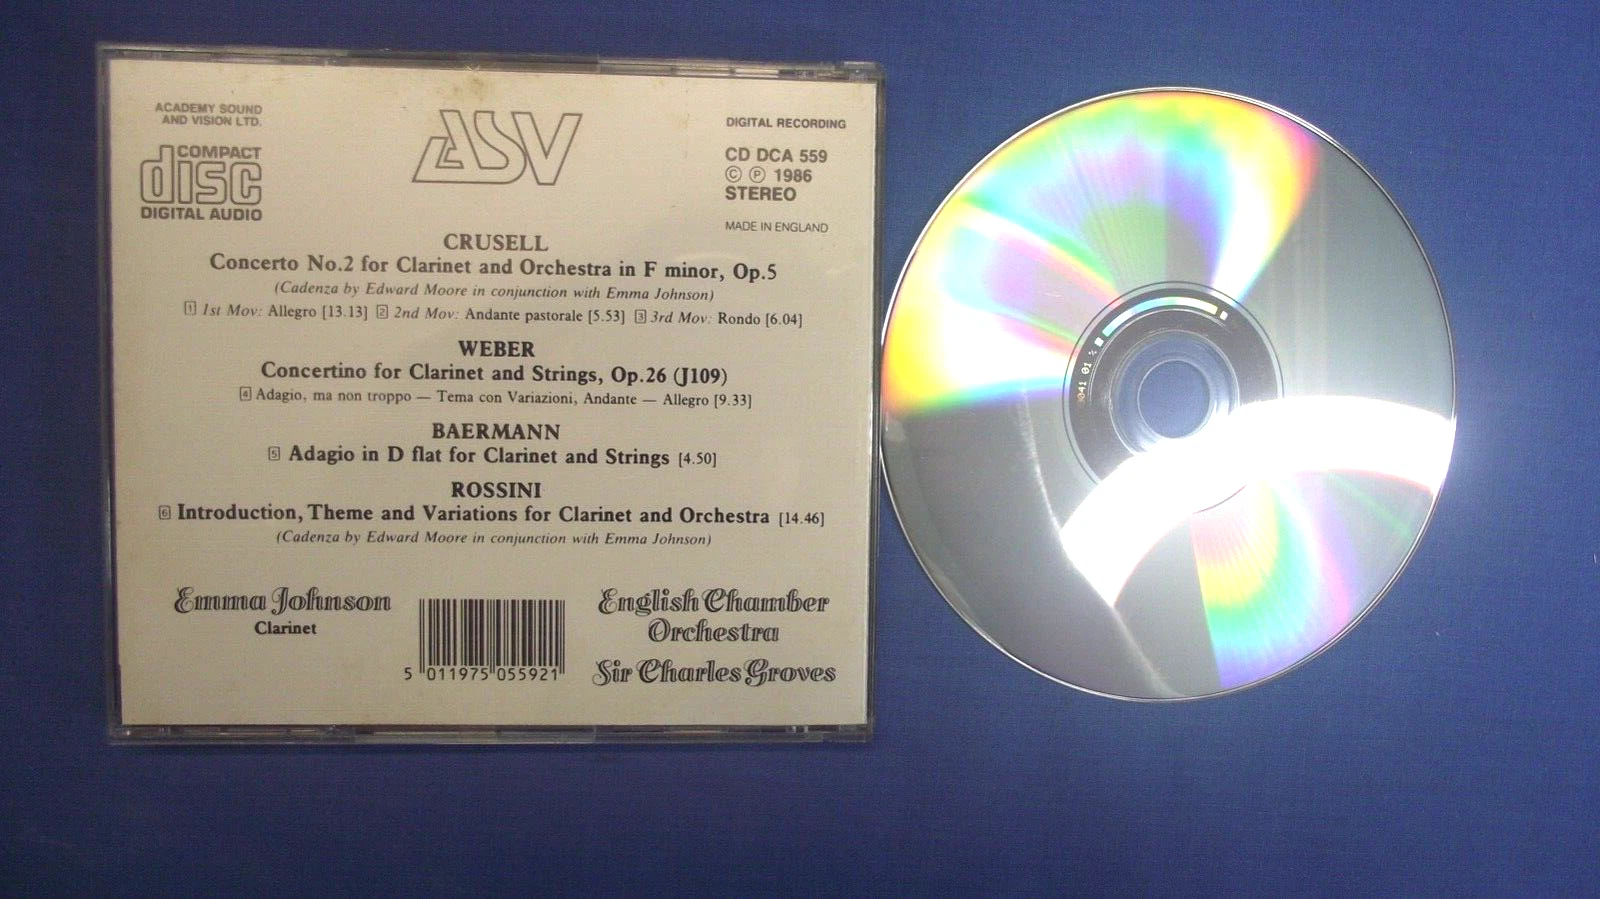 ACADEMY SOUND
AND VISION LTD.
COMPACT
disc
DIGITAL AUDIO
ASV
DIGITAL RECORDING
CD DCA 559
© ℗ 1986
STEREO
MADE IN ENGLAND
CRUSELL
Concerto No.2 for Clarinet and Orchestra in F minor, Op.5
(Cadenza by Edward Moore in conjunction with Emma Johnson)
1 1st Mov: Allegro [13.13] 2 2nd Mov: Andante pastorale [5.53] 3 3rd Mov: Rondo [6.04]
WEBER
Concertino for Clarinet and Strings, Op.26 (J109)
4 Adagio, ma non troppo — Tema con Variazioni, Andante — Allegro [9.33]
BAERMANN
5 Adagio in D flat for Clarinet and Strings [4.50]
ROSSINI
6 Introduction, Theme and Variations for Clarinet and Orchestra [14.46]
(Cadenza by Edward Moore in conjunction with Emma Johnson)
Emma Johnson
Clarinet
5 011975 055921
English Chamber
Orchestra
Sir Charles Groves